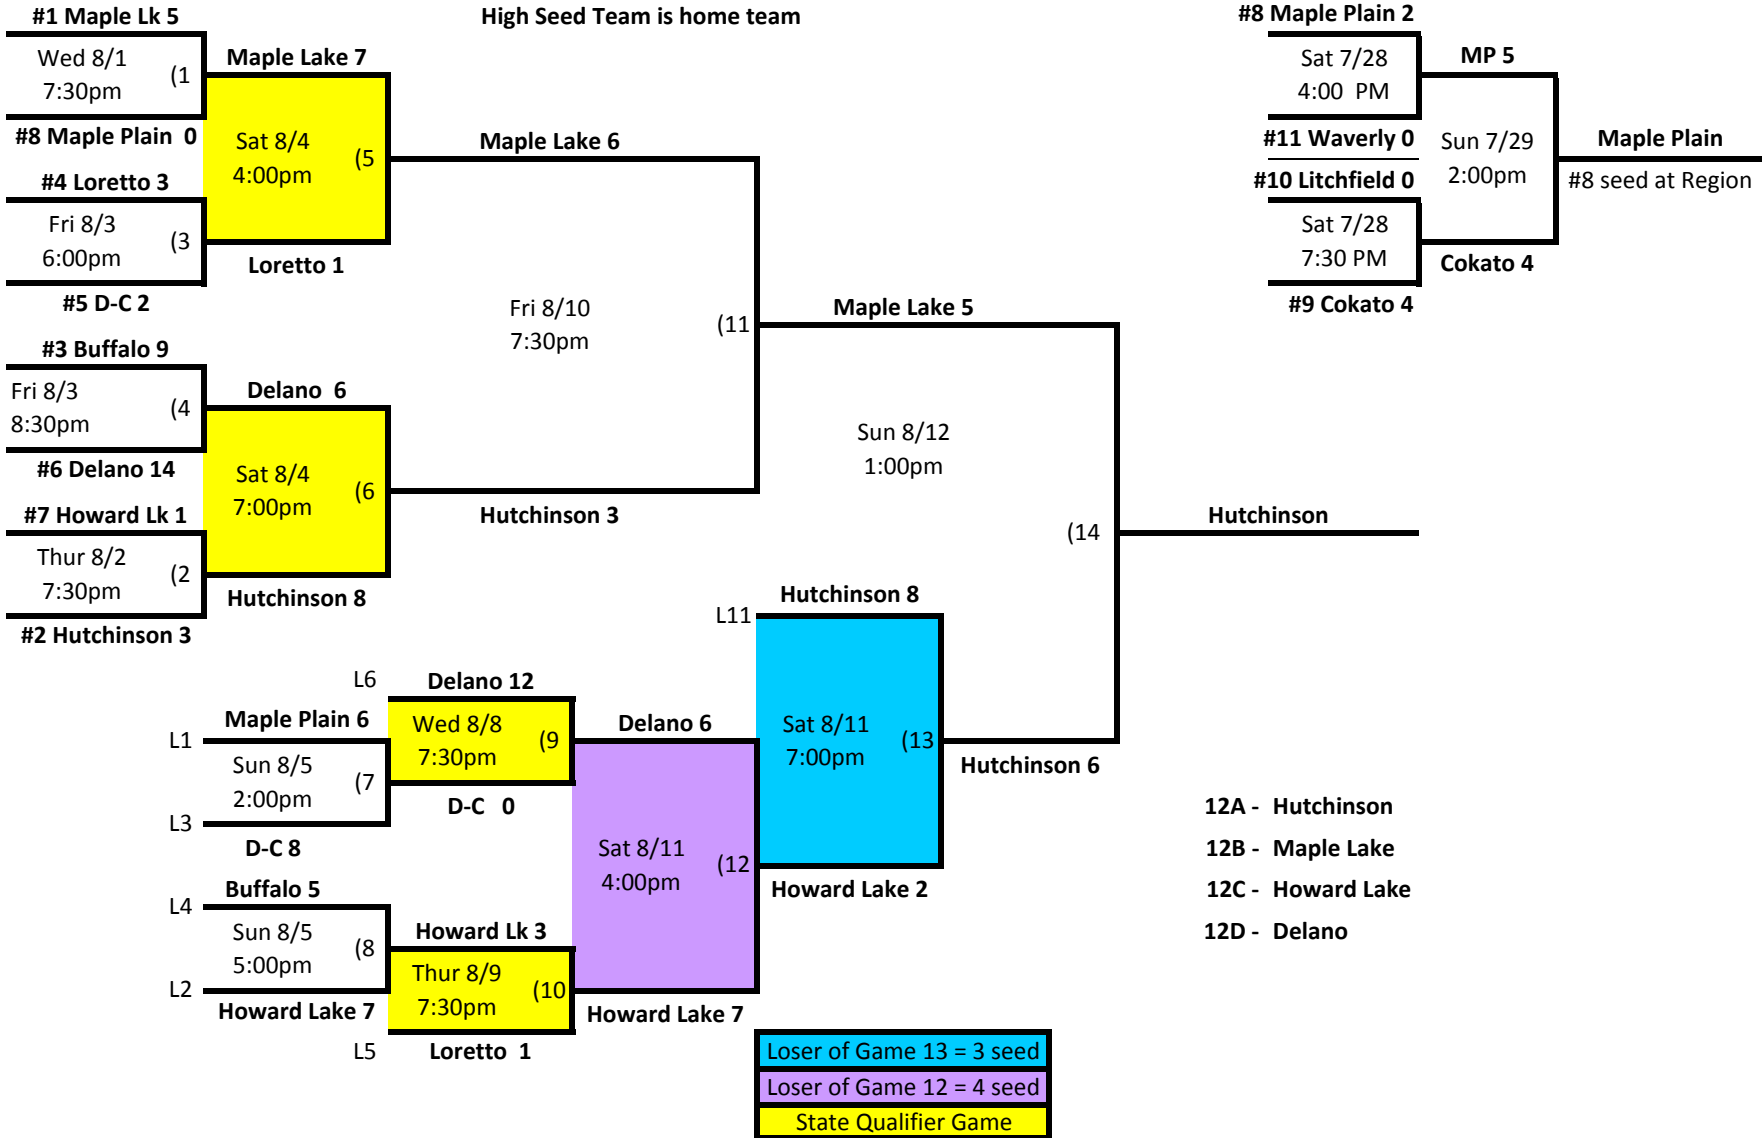 #1 Maple Lk 5
High Seed Team is home team
#8 Maple Plain 2
Wed 8/1
7:30pm
(1
Maple Lake 7
#8 Maple Plain 0
Sat 8/4
4:00pm
(5
Maple Lake 6
#4 Loretto 3
Fri 8/3
6:00pm
(3
Loretto 1
#5 D-C 2
Fri 8/10
7:30pm
(11
Maple Lake 5
#3 Buffalo 9
Fri 8/3
8:30pm
(4
Delano 6
#6 Delano 14
Sat 8/4
7:00pm
(6
Hutchinson 3
#7 Howard Lk 1
Thur 8/2
7:30pm
(2
Hutchinson 8
#2 Hutchinson 3
Sun 8/12
1:00pm
(14
Hutchinson
Sat 7/28
4:00 PM
MP 5
#11 Waverly 0
Sun 7/29
2:00pm
Maple Plain
#8 seed at Region
#10 Litchfield 0
Sat 7/28
7:30 PM
Cokato 4
#9 Cokato 4
L11
Hutchinson 8
Sat 8/11
7:00pm
(13
Hutchinson 6
Howard Lake 2
L6
Delano 12
Wed 8/8
7:30pm
(9
Delano 6
Maple Plain 6
L1
Sun 8/5
2:00pm
(7
L3
D-C 0
D-C 8
Sat 8/11
4:00pm
(12
Buffalo 5
L4
Sun 8/5
5:00pm
(8
Howard Lk 3
L2
Howard Lake 7
Thur 8/9
7:30pm
(10
Howard Lake 7
L5
Loretto 1
12A - Hutchinson
12B - Maple Lake
12C - Howard Lake
12D - Delano
Loser of Game 13 = 3 seed
Loser of Game 12 = 4 seed
State Qualifier Game